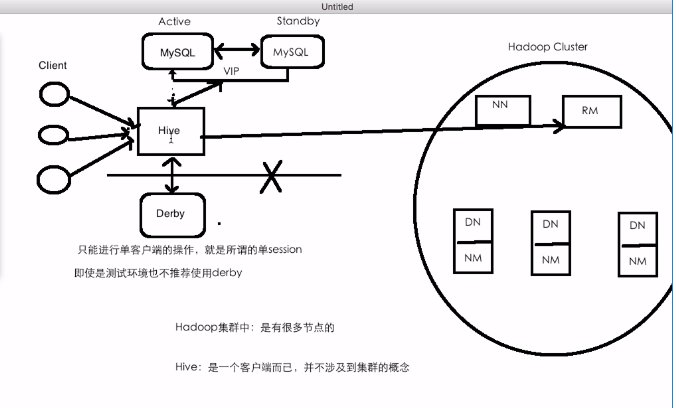 Untitled
Active
Standby
MySQL
MySQL
VIP
Client
Hive
Derby
Hadoop Cluster
NN
RM
DN
NM
DN
NM
DN
NM
只能进行单客户端的操作，就是所谓的单session
即使是测试环境也不推荐使用derby
Hadoop集群中：是有很多节点的
Hive：是一个客户端而已，并不涉及到集群的概念